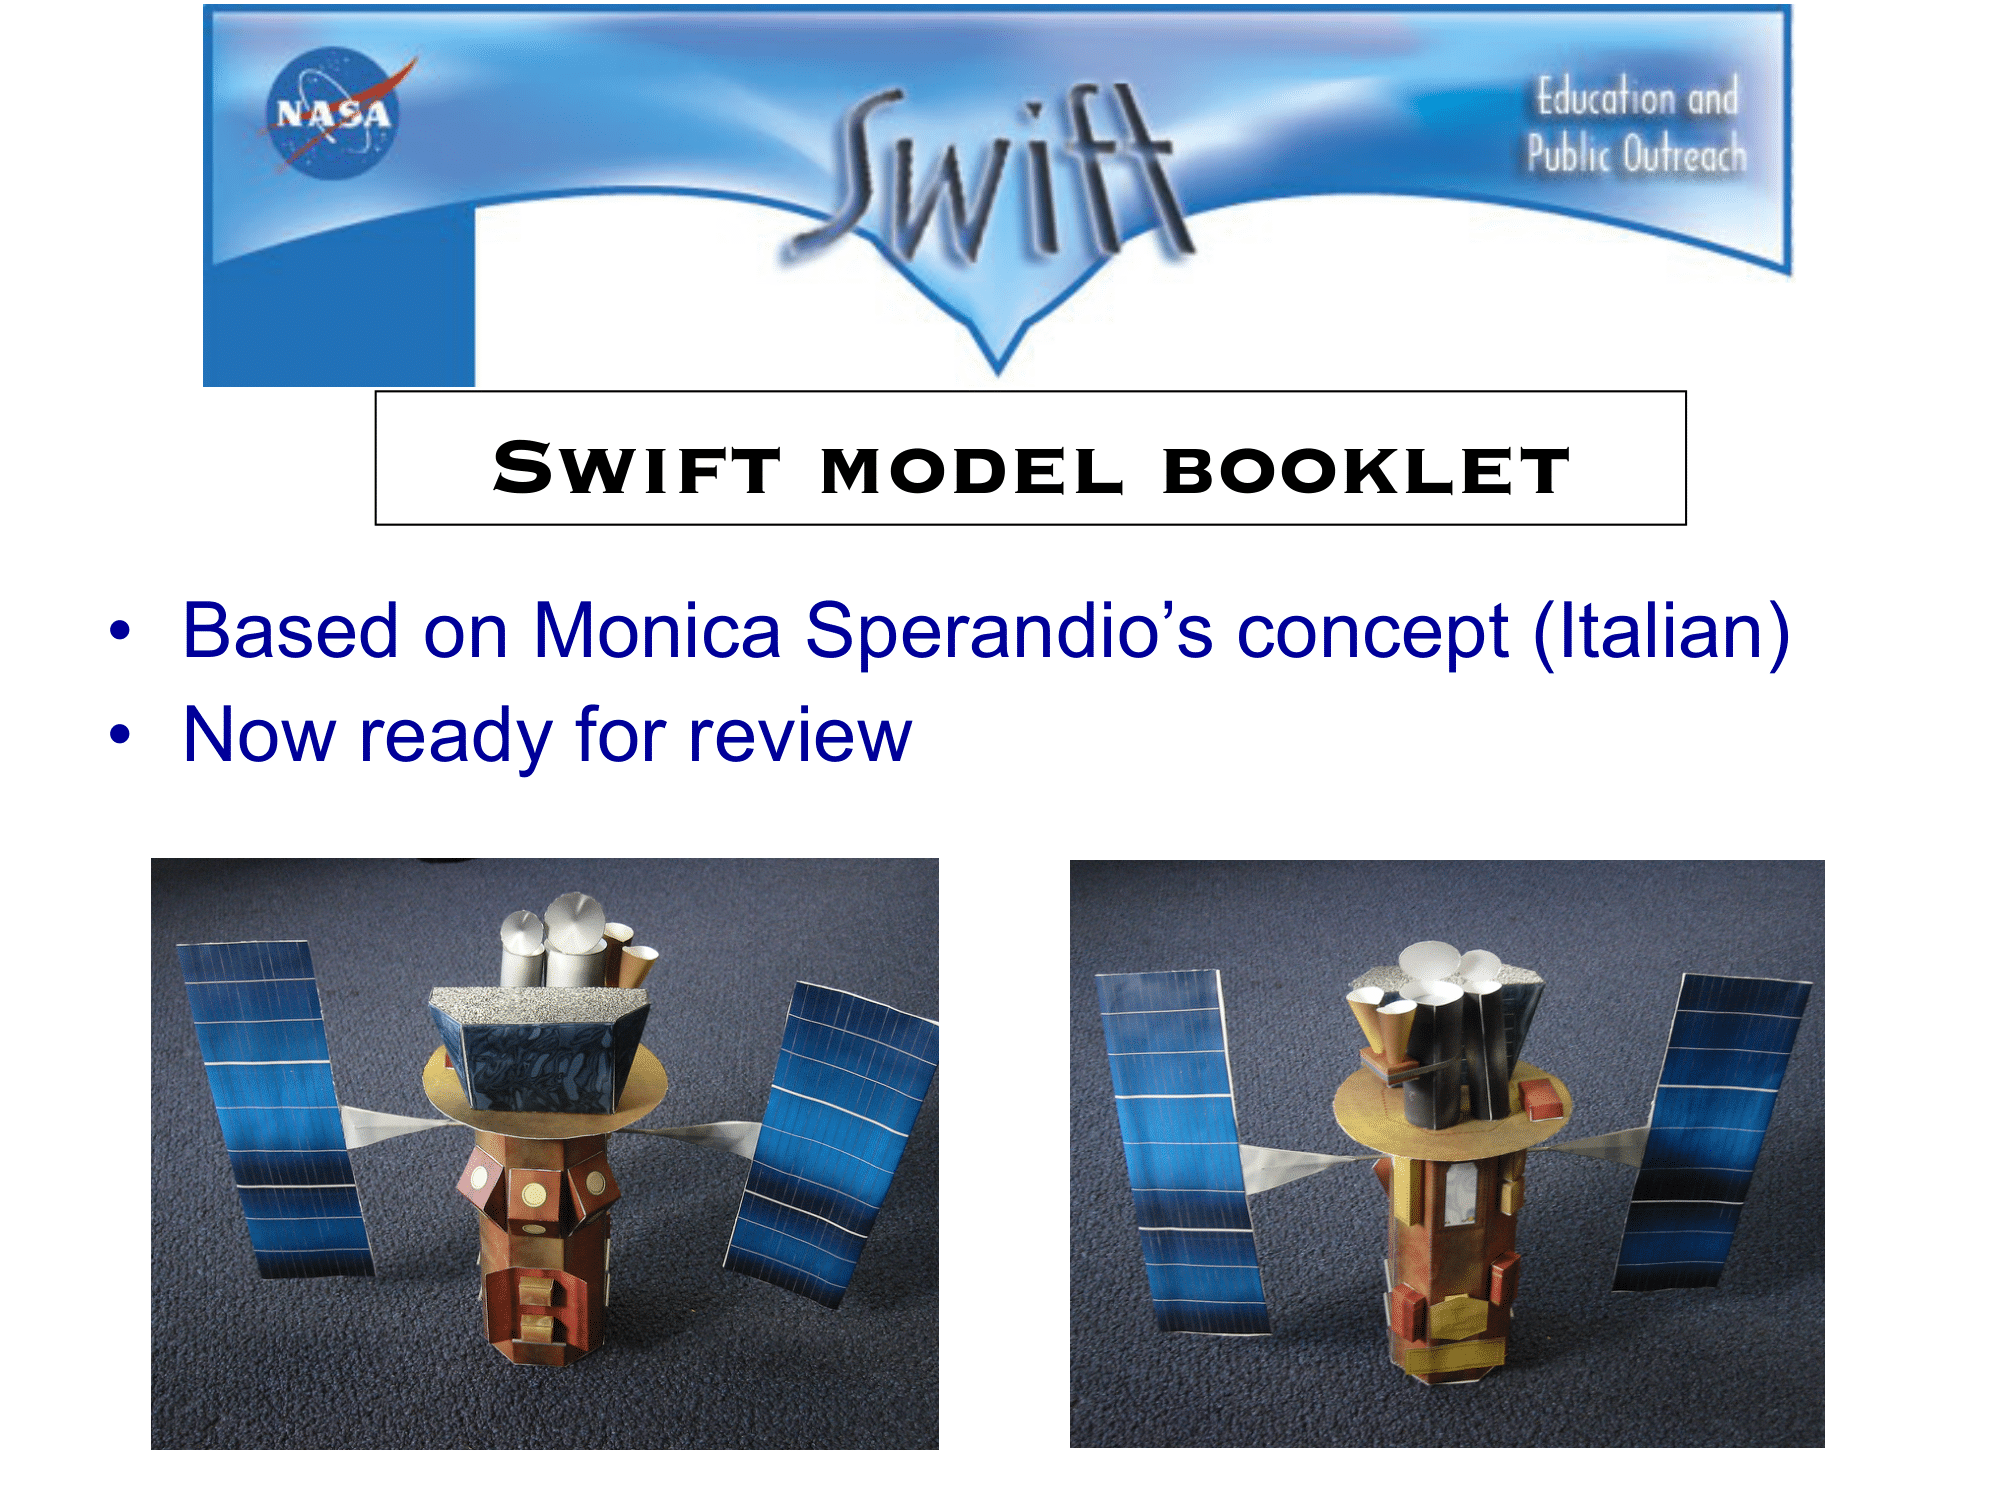 NASA
Swift
Education and
Public Outreach
Swift model booklet
• Based on Monica Sperandio’s concept (Italian)
• Now ready for review